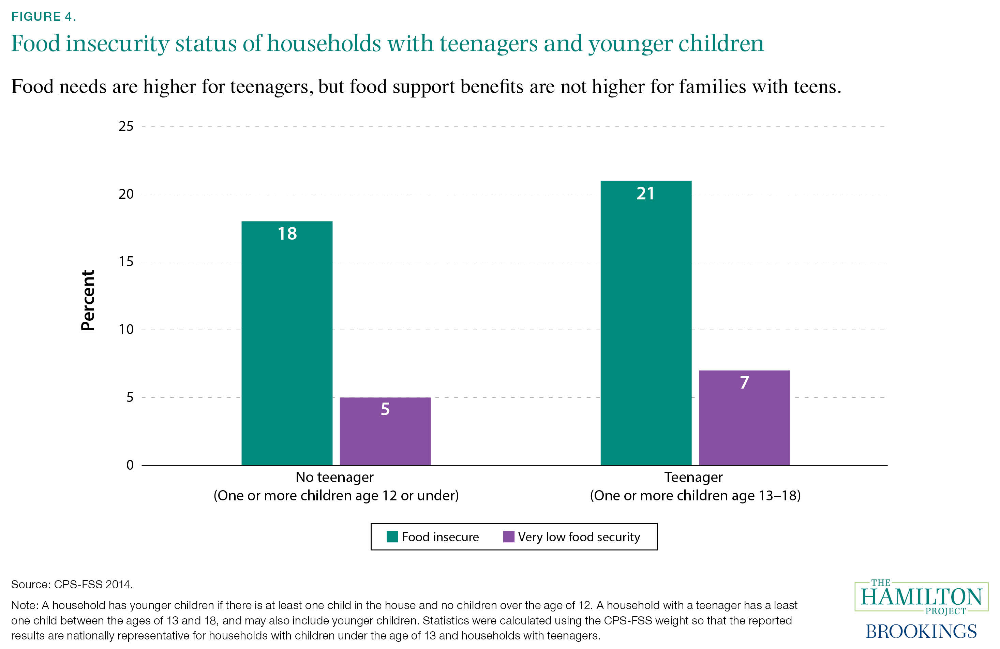 FIGURE 4.
Food insecurity status of households with teenagers and younger children
Food needs are higher for teenagers, but food support benefits are not higher for families with teens.
25
20
15
10
5
0
Percent
18
5
21
7
No teenager
(One or more children age 12 or under)
Teenager
(One or more children age 13–18)
Food insecure
Very low food security
Source: CPS-FSS 2014.
Note: A household has younger children if there is at least one child in the house and no children over the age of 12. A household with a teenager has a least
one child between the ages of 13 and 18, and may also include younger children. Statistics were calculated using the CPS-FSS weight so that the reported
results are nationally representative for households with children under the age of 13 and households with teenagers.
THE
HAMILTON
PROJECT
BROOKINGS